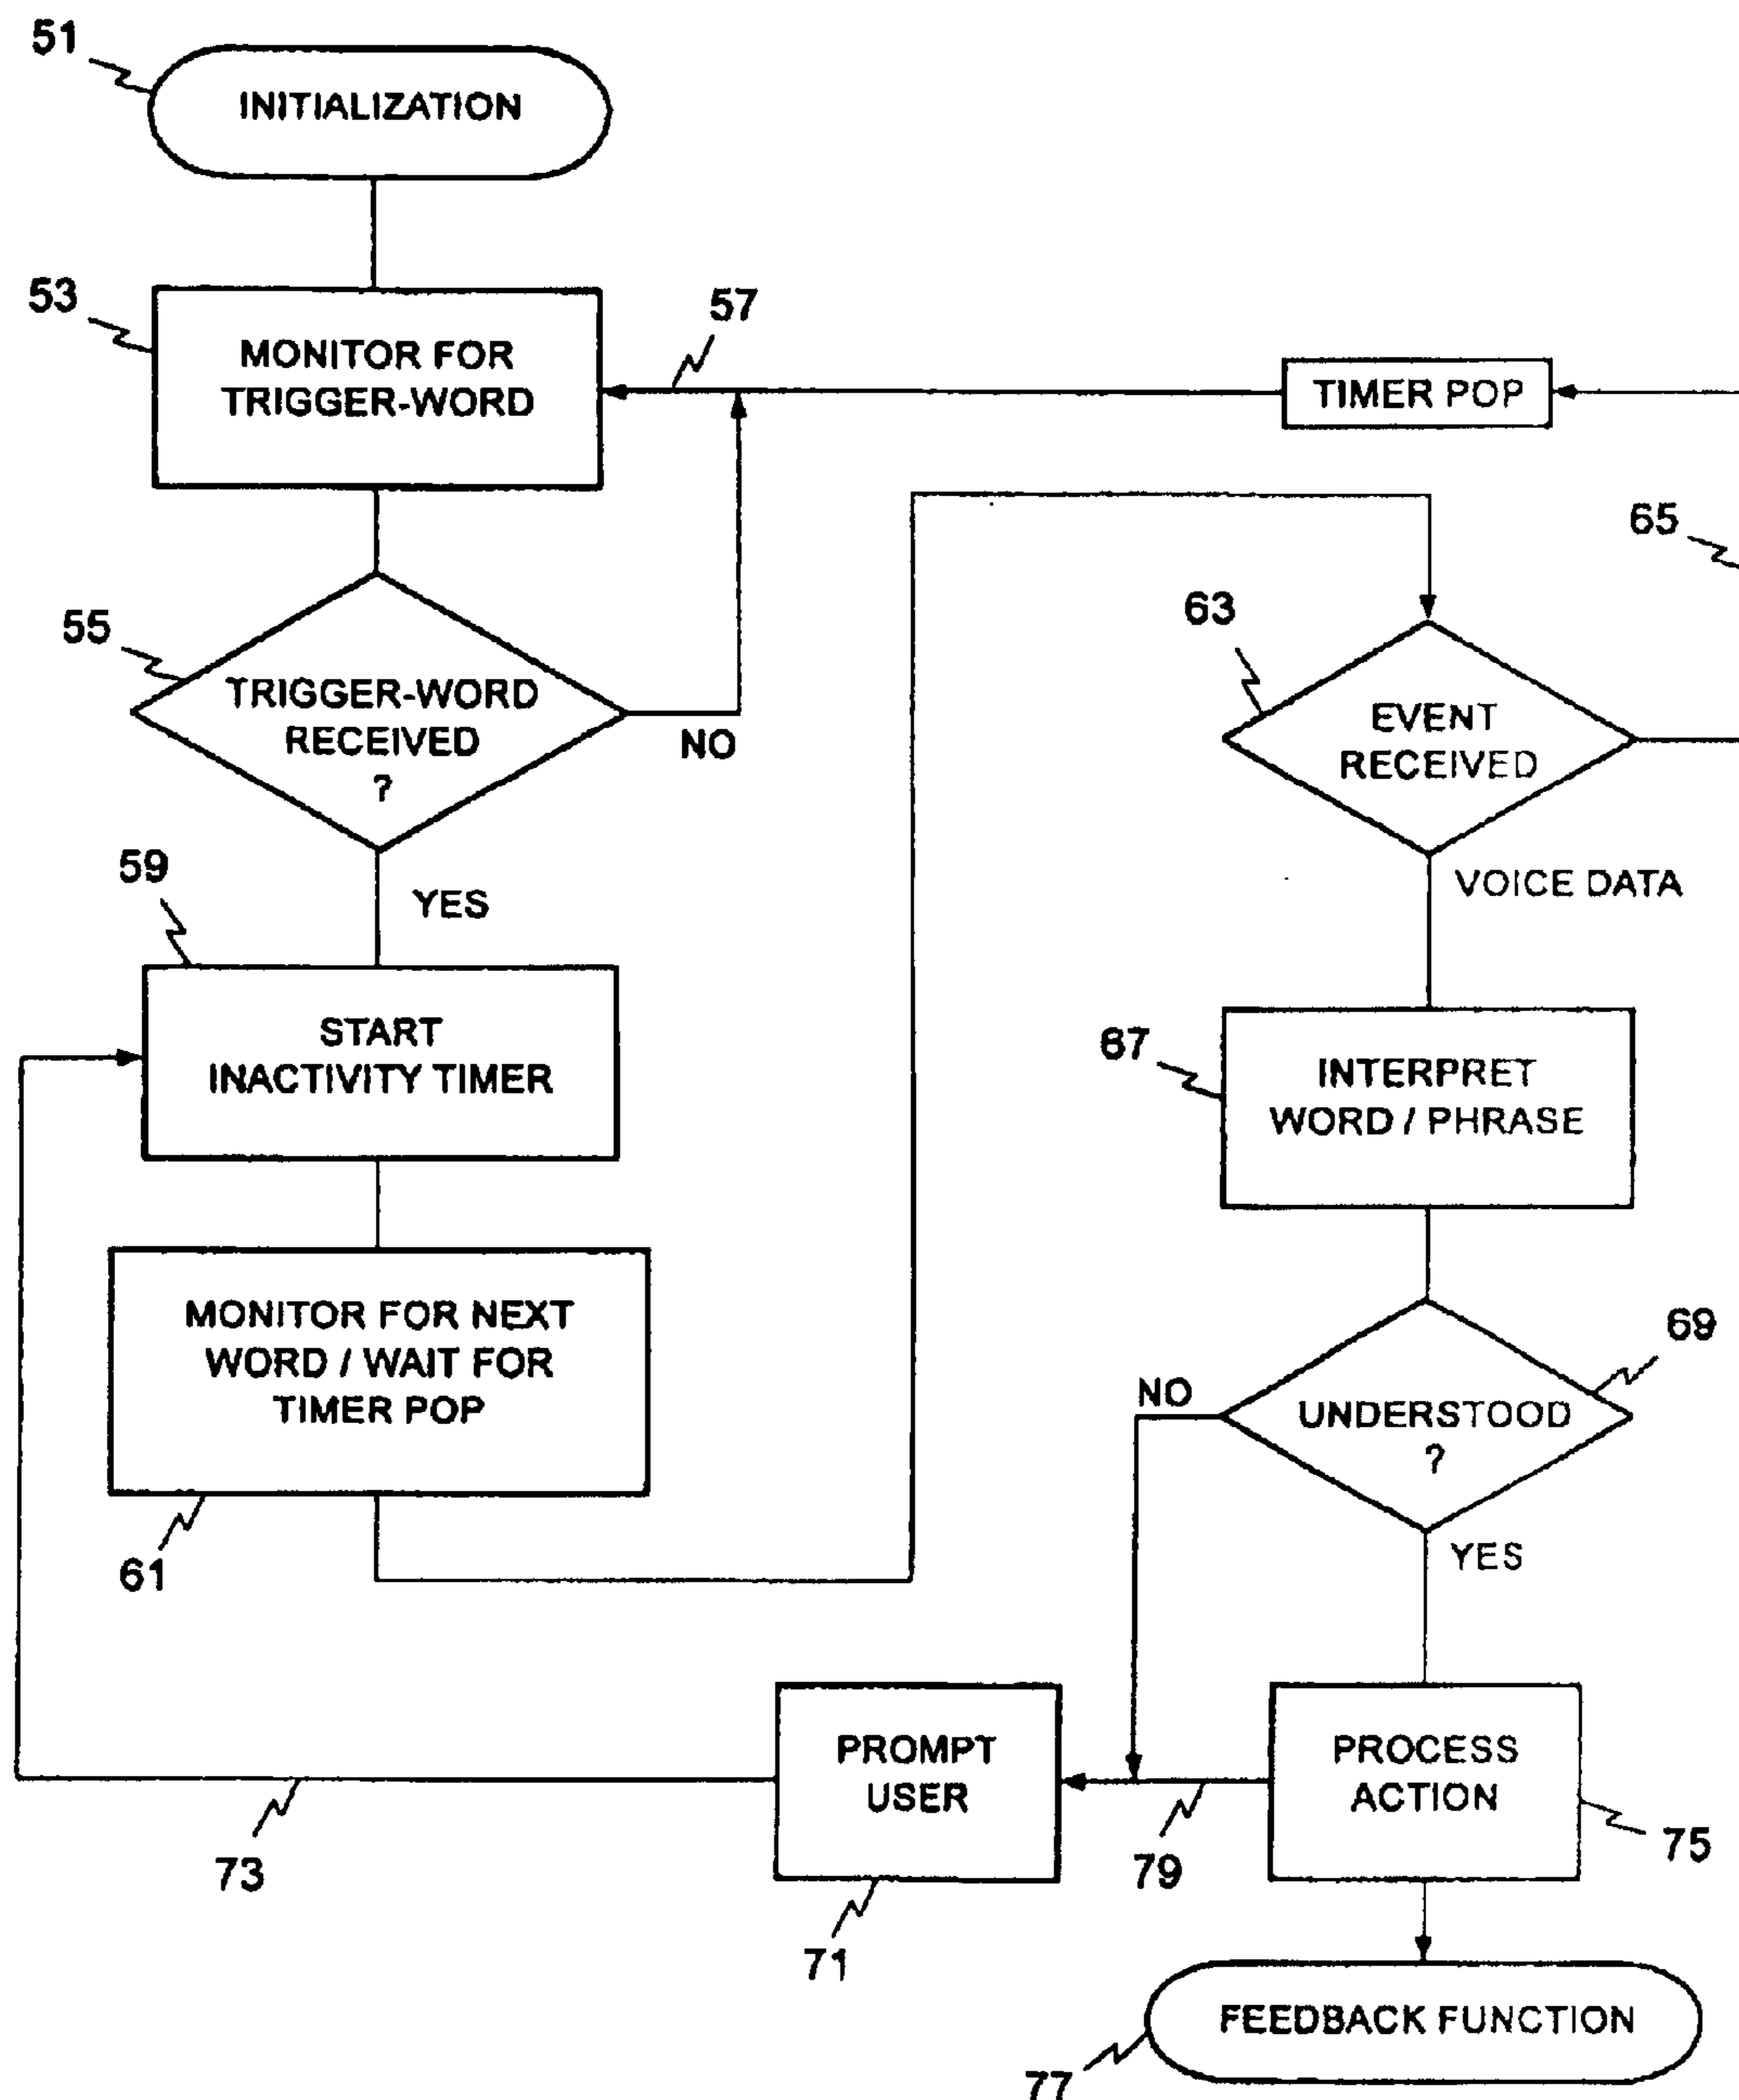 51
INITIALIZATION
53
MONITOR FOR
TRIGGER-WORD
57
TIMER POP
65
55
TRIGGER-WORD
RECEIVED
?
NO
63
EVENT
RECEIVED
59
YES
VOICE DATA
START
INACTIVITY TIMER
67
INTERPRET
WORD / PHRASE
MONITOR FOR NEXT
WORD / WAIT FOR
TIMER POP
61
69
NO
UNDERSTOOD
?
YES
PROMPT
USER
PROCESS
ACTION
73
71
79
75
FEEDBACK FUNCTION
77